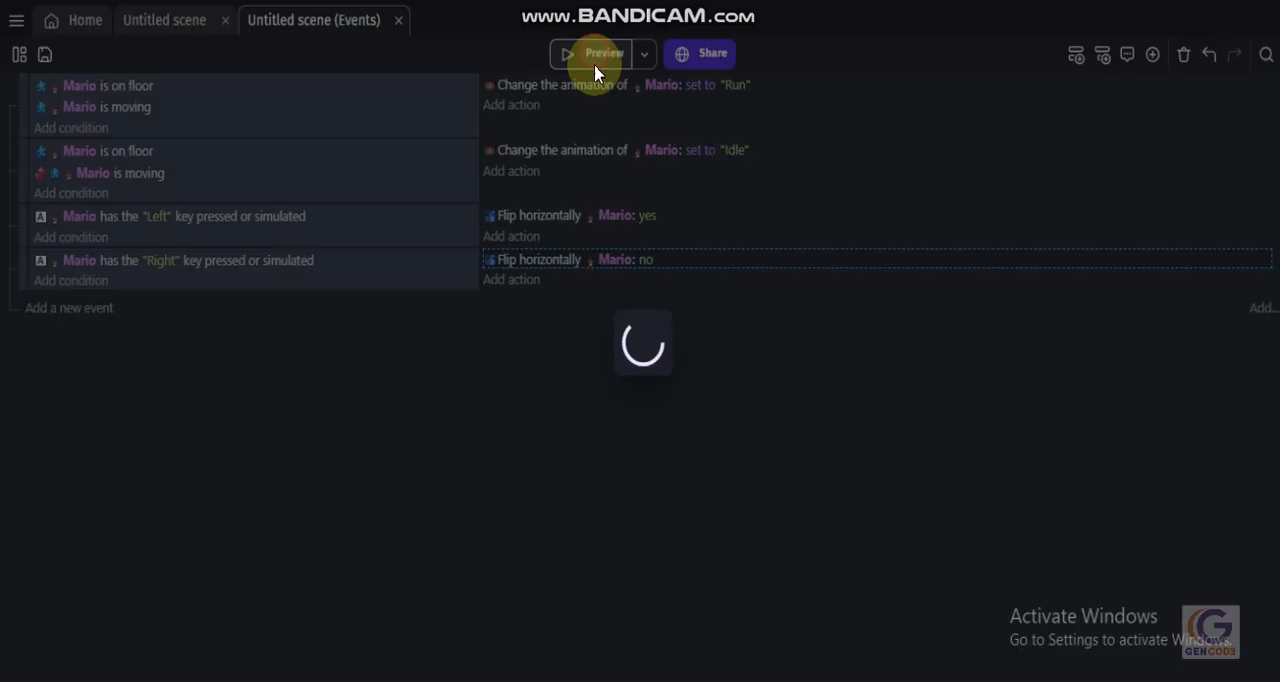 www.BANDICAM.com
Home
Untitled scene
Untitled scene (Events)
Preview
Share
Mario is on floor
Mario is moving
Add condition
Change the animation of Mario: set to "Run"
Add action
Mario is on floor
Mario is moving
Add condition
Change the animation of Mario: set to "Idle"
Add action
Mario has the "Left" key pressed or simulated
Add condition
Flip horizontally Mario: yes
Add action
Mario has the "Right" key pressed or simulated
Add condition
Flip horizontally Mario: no
Add action
Add a new event
Add...
Activate Windows
Go to Settings to activate Windows.
GENCODE